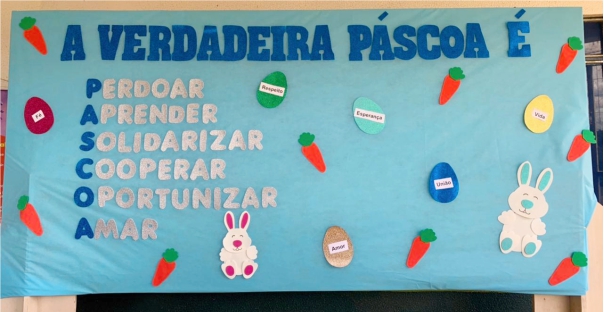 A VERDADEIRA PÁSCOA É
PERDOAR
APRENDER
SOLIDARIZAR
COOPERAR
OPORTUNIZAR
AMAR
Respeito
Esperança
Fé
Vida
União
Amor